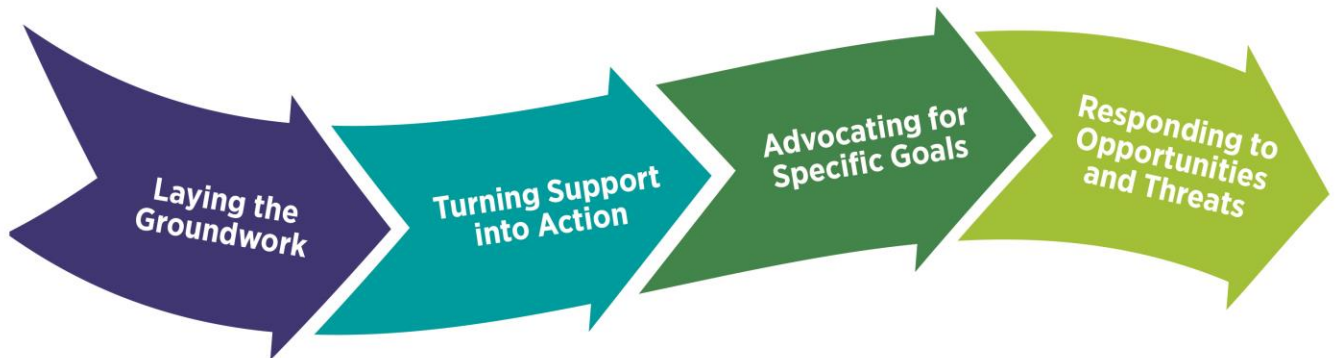 Laying the
Groundwork
Turning Support
into Action
Advocating for
Specific Goals
Responding to
Opportunities
and Threats